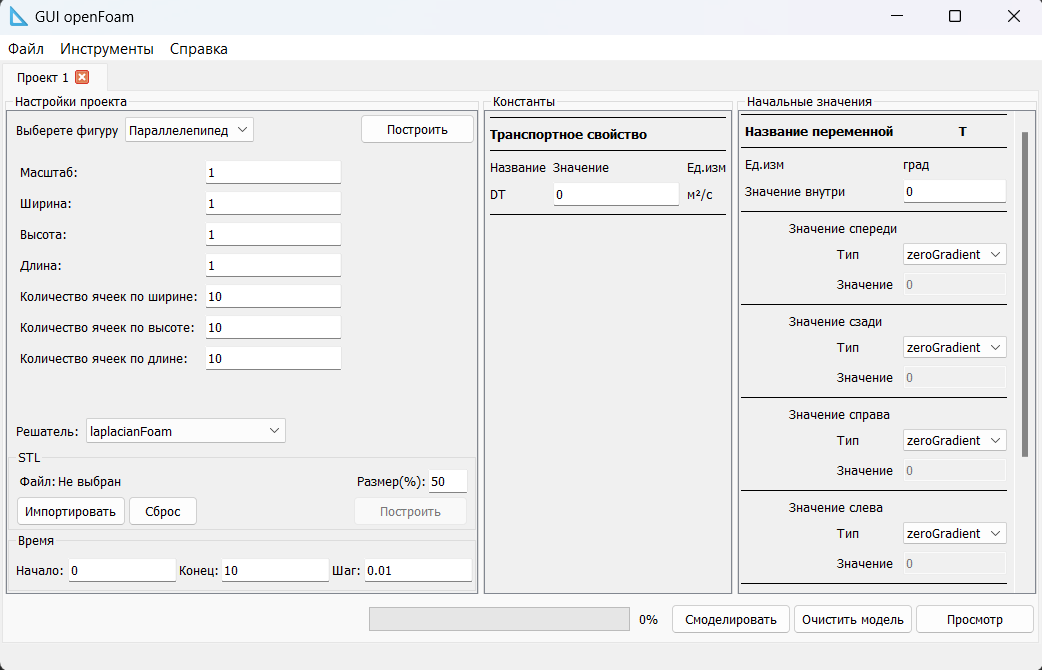 GUI openFoam
Файл Инструменты Справка
Проект 1
Настройки проекта
Выберете фигуру Параллелепипед Построить
Масштаб: 1
Ширина: 1
Высота: 1
Длина: 1
Количество ячеек по ширине: 10
Количество ячеек по высоте: 10
Количество ячеек по длине: 10
Решатель: laplacianFoam
STL
Файл: Не выбран Размер(%): 50
Импортировать Сброс Построить
Время
Начало: 0 Конец: 10 Шаг: 0.01
Константы
Транспортное свойство
Название Значение Ед.изм
DT 0 м²/с
Начальные значения
Название переменной T
Ед.изм град
Значение внутри 0
Значение спереди
Тип zeroGradient
Значение 0
Значение сзади
Тип zeroGradient
Значение 0
Значение справа
Тип zeroGradient
Значение 0
Значение слева
Тип zeroGradient
Значение 0
0% Смоделировать Очистить модель Просмотр